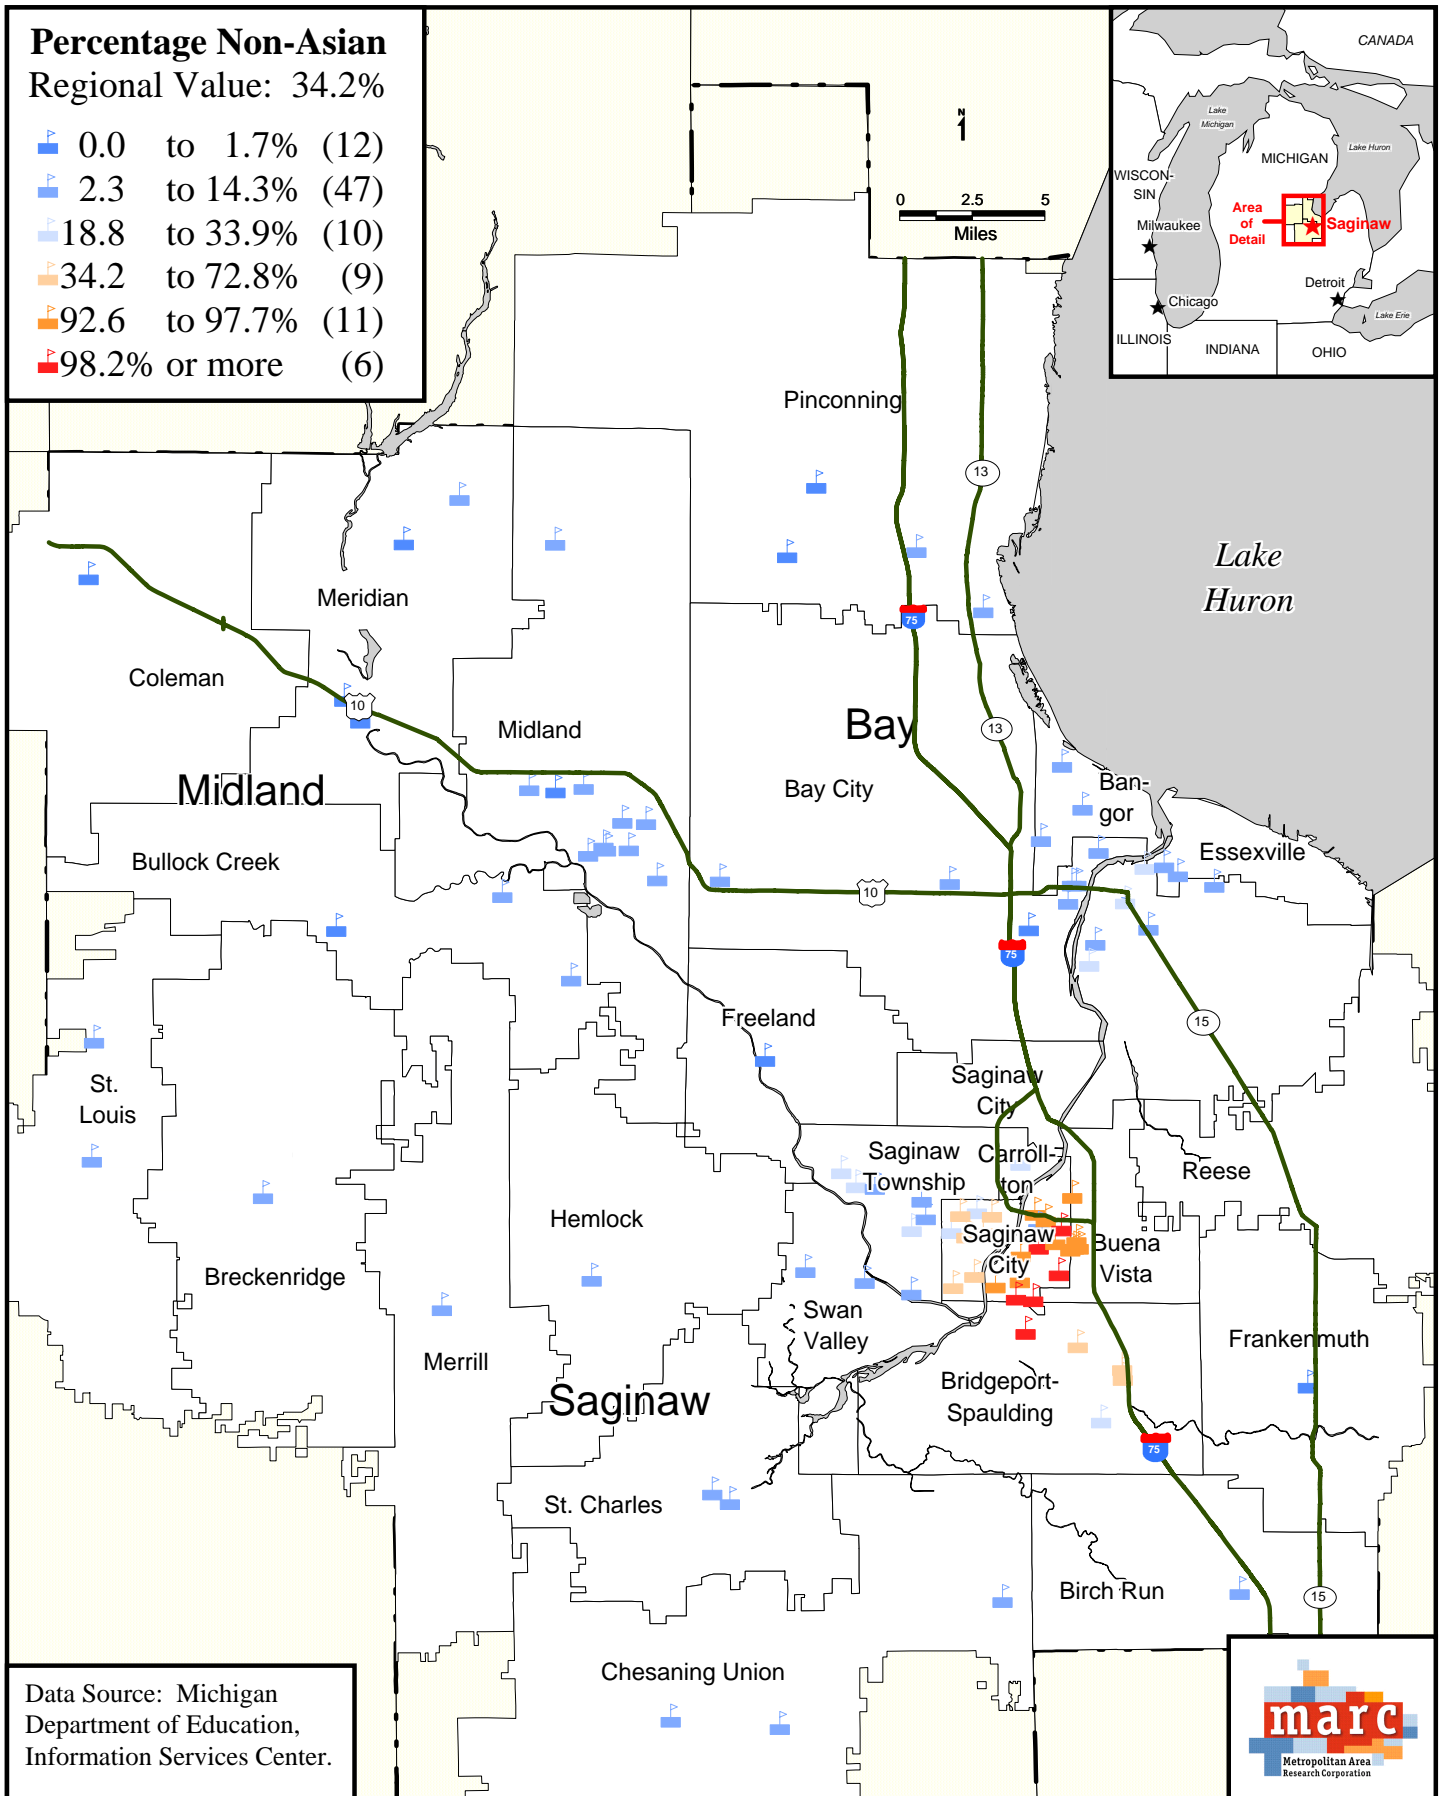 Percentage Non-Asian
Regional Value: 34.2%
0.0 to 1.7% (12)
2.3 to 14.3% (47)
18.8 to 33.9% (10)
34.2 to 72.8% (9)
92.6 to 97.7% (11)
98.2% or more (6)
N
0 2.5 5
Miles
CANADA
Lake
Michigan
Lake Huron
MICHIGAN
WISCON-
SIN
Area
of
Detail
Saginaw
Milwaukee
Detroit
Chicago
Lake Erie
ILLINOIS
INDIANA
OHIO
Pinconning
13
Lake
Huron
Meridian
75
Coleman
10
Midland
Bay
13
Midland
Bay City
Ban-
gor
Bullock Creek
Essexville
10
75
Freeland
15
St.
Louis
Saginaw
City
Saginaw
Township
Carroll-
ton
Reese
Hemlock
Saginaw
City
Buena
Vista
Breckenridge
Swan
Valley
Merrill
Frankenmuth
Saginaw
Bridgeport-
Spaulding
75
St. Charles
Birch Run
15
Chesaning Union
Data Source: Michigan
Department of Education,
Information Services Center.
marc
Metropolitan Area
Research Corporation